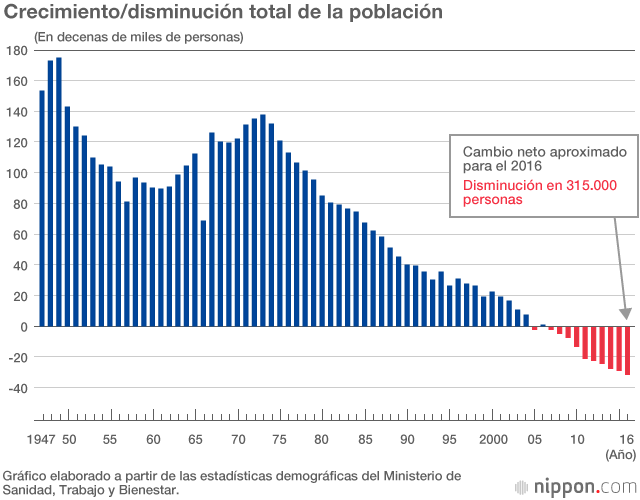 Crecimiento/disminución total de la población
(En decenas de miles de personas)
180
160
140
120
100
80
60
40
20
0
-20
-40
Cambio neto aproximado
para el 2016
Disminución en 315.000
personas
1947 50 55 60 65 70 75 80 85 90 95 2000 05 10 16
(Año)
Gráfico elaborado a partir de las estadísticas demográficas del Ministerio de
Sanidad, Trabajo y Bienestar.
nippon.com